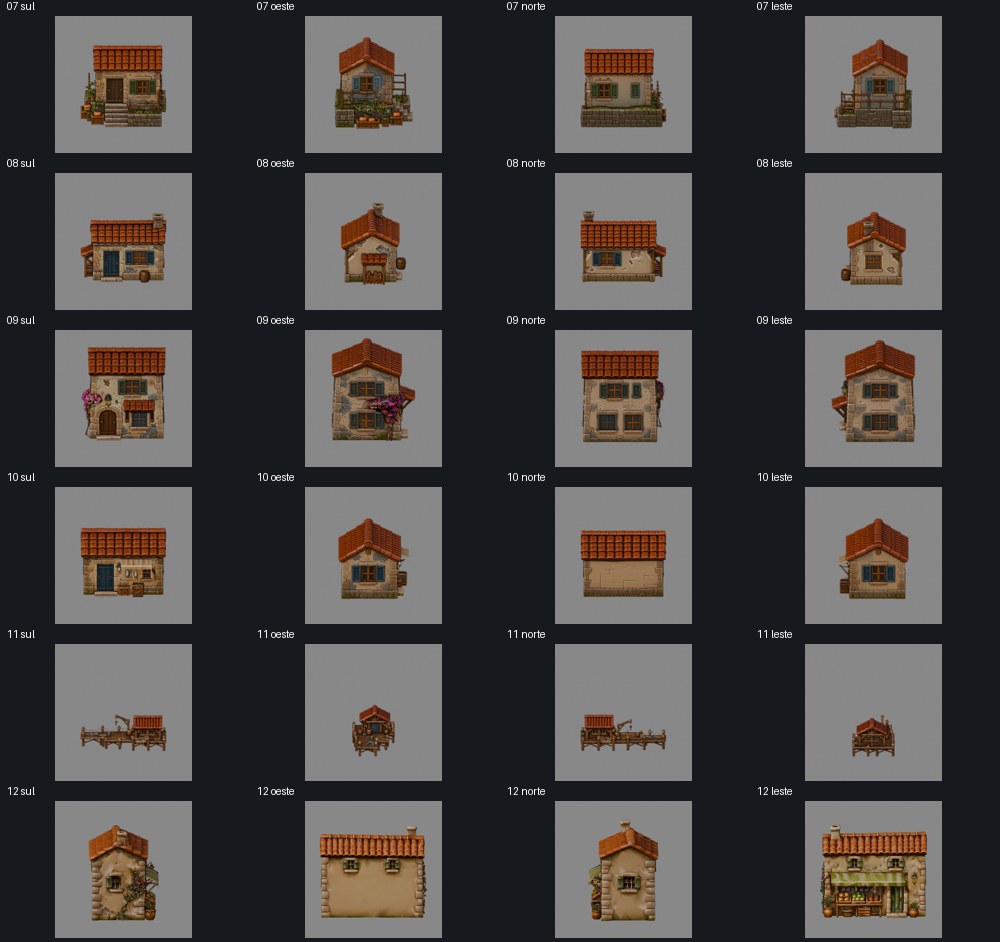 07 sul 07 oeste 07 norte 07 leste
08 sul 08 oeste 08 norte 08 leste
09 sul 09 oeste 09 norte 09 leste
10 sul 10 oeste 10 norte 10 leste
11 sul 11 oeste 11 norte 11 leste
12 sul 12 oeste 12 norte 12 leste